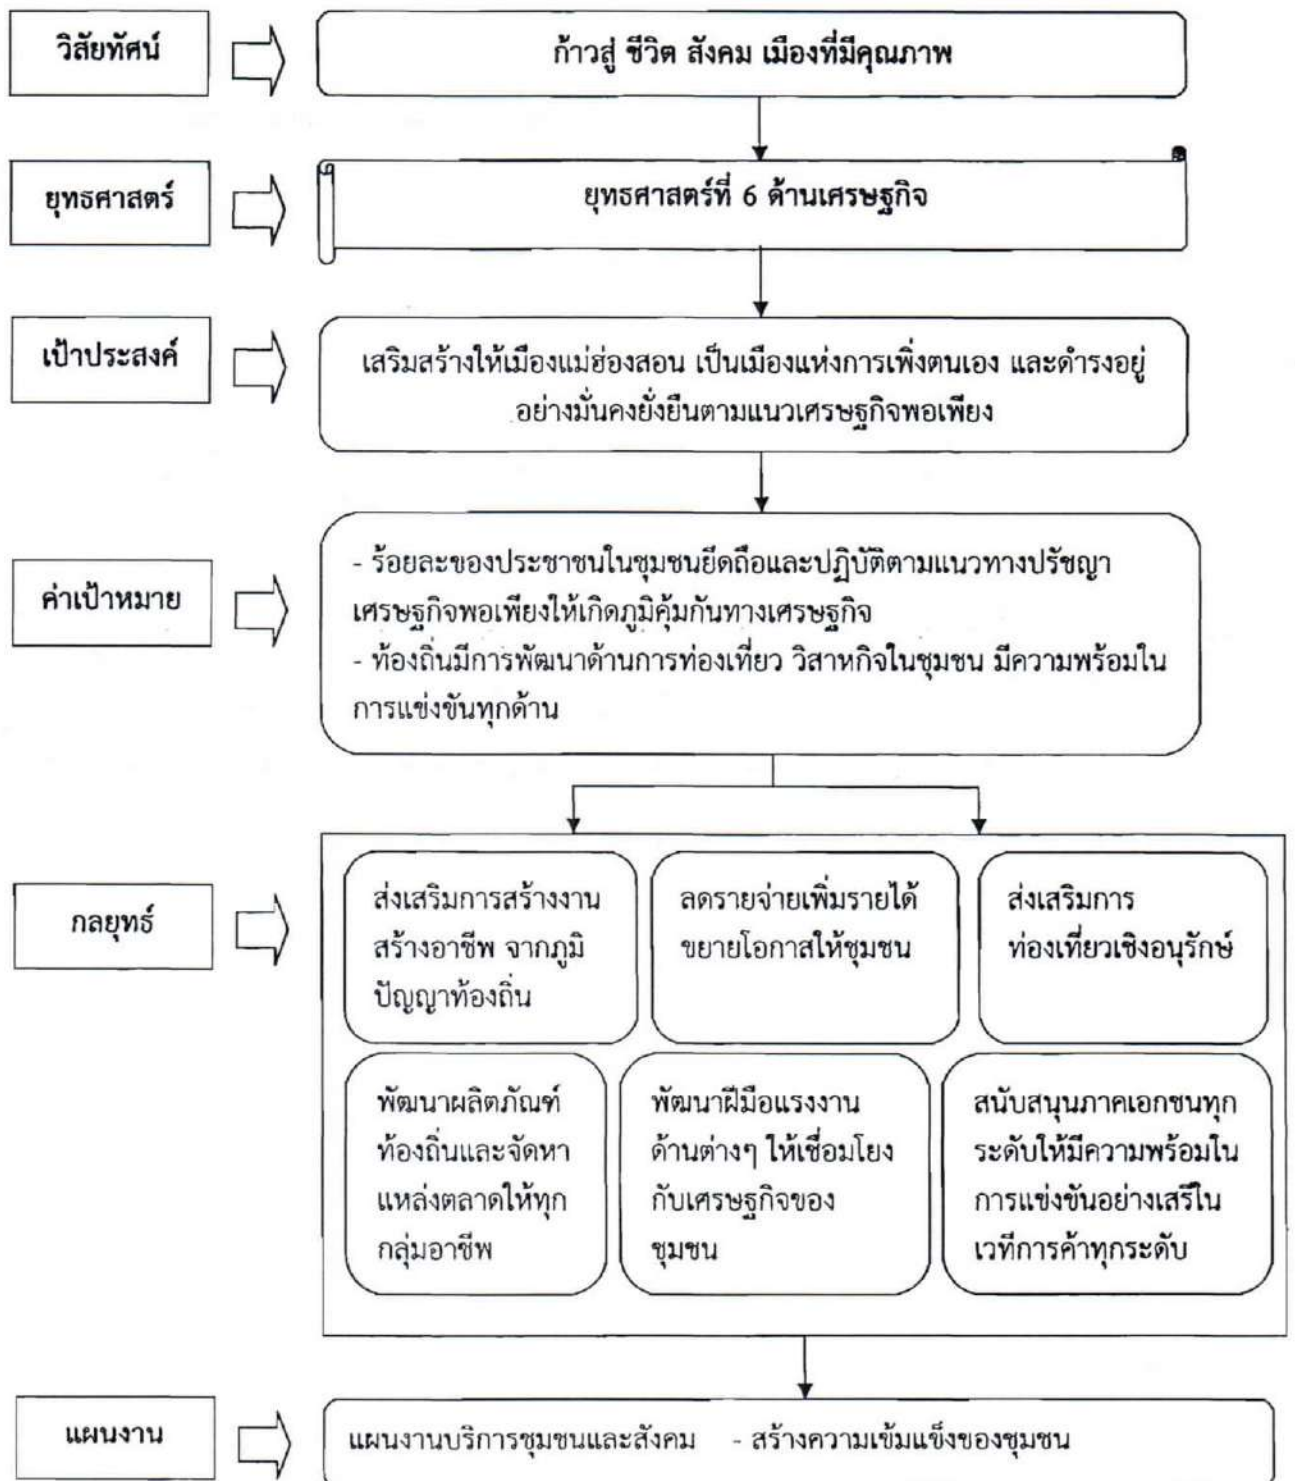 วิสัยทัศน์
ก้าวสู่ ชีวิต สังคม เมืองที่มีคุณภาพ
ยุทธศาสตร์
ยุทธศาสตร์ที่ 6 ด้านเศรษฐกิจ
เป้าประสงค์
เสริมสร้างให้เมืองแม่ฮ่องสอน เป็นเมืองแห่งการเพิ่งตนเอง และดำรงอยู่
อย่างมั่นคงยั่งยืนตามแนวเศรษฐกิจพอเพียง
ค่าเป้าหมาย
- ร้อยละของประชาชนในชุมชนยึดถือและปฏิบัติตามแนวทางปรัชญา
เศรษฐกิจพอเพียงให้เกิดภูมิคุ้มกันทางเศรษฐกิจ
- ท้องถิ่นมีการพัฒนาด้านการท่องเที่ยว วิสาหกิจในชุมชน มีความพร้อมใน
การแข่งขันทุกด้าน
กลยุทธ์
ส่งเสริมการสร้างงาน
สร้างอาชีพ จากภูมิ
ปัญญาท้องถิ่น
ลดรายจ่ายเพิ่มรายได้
ขยายโอกาสให้ชุมชน
ส่งเสริมการ
ท่องเที่ยวเชิงอนุรักษ์
พัฒนาผลิตภัณฑ์
ท้องถิ่นและจัดหา
แหล่งตลาดให้ทุก
กลุ่มอาชีพ
พัฒนาฝีมือแรงงาน
ด้านต่างๆ ให้เชื่อมโยง
กับเศรษฐกิจของ
ชุมชน
สนับสนุนภาคเอกชนทุก
ระดับให้มีความพร้อมใน
การแข่งขันอย่างเสรีใน
เวทีการค้าทุกระดับ
แผนงาน
แผนงานบริการชุมชนและสังคม - สร้างความเข้มแข็งของชุมชน